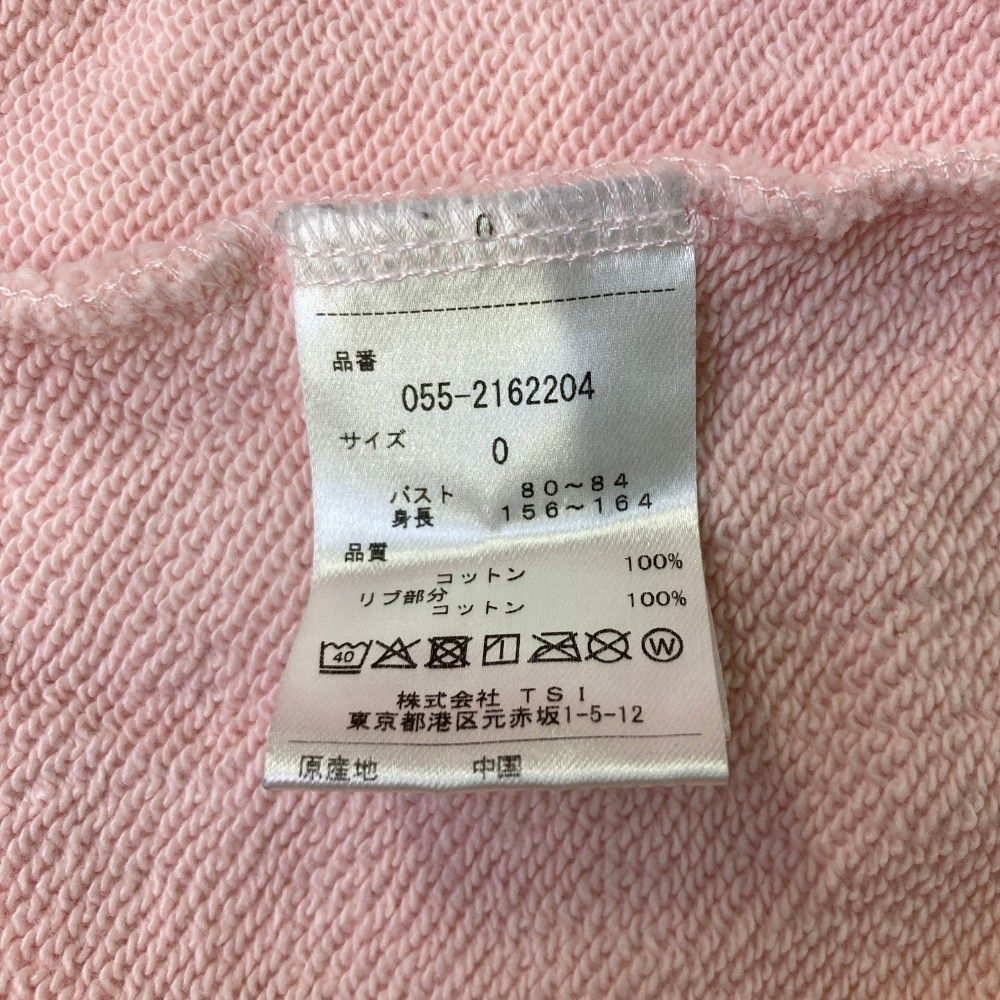 0
品番
055-2162204
サイズ
0
バスト 80～84
身長 156～164
品質
コットン 100%
リブ部分
コットン 100%
40 1 W
株式会社 TSI
東京都港区元赤坂1-5-12
原産地 中国